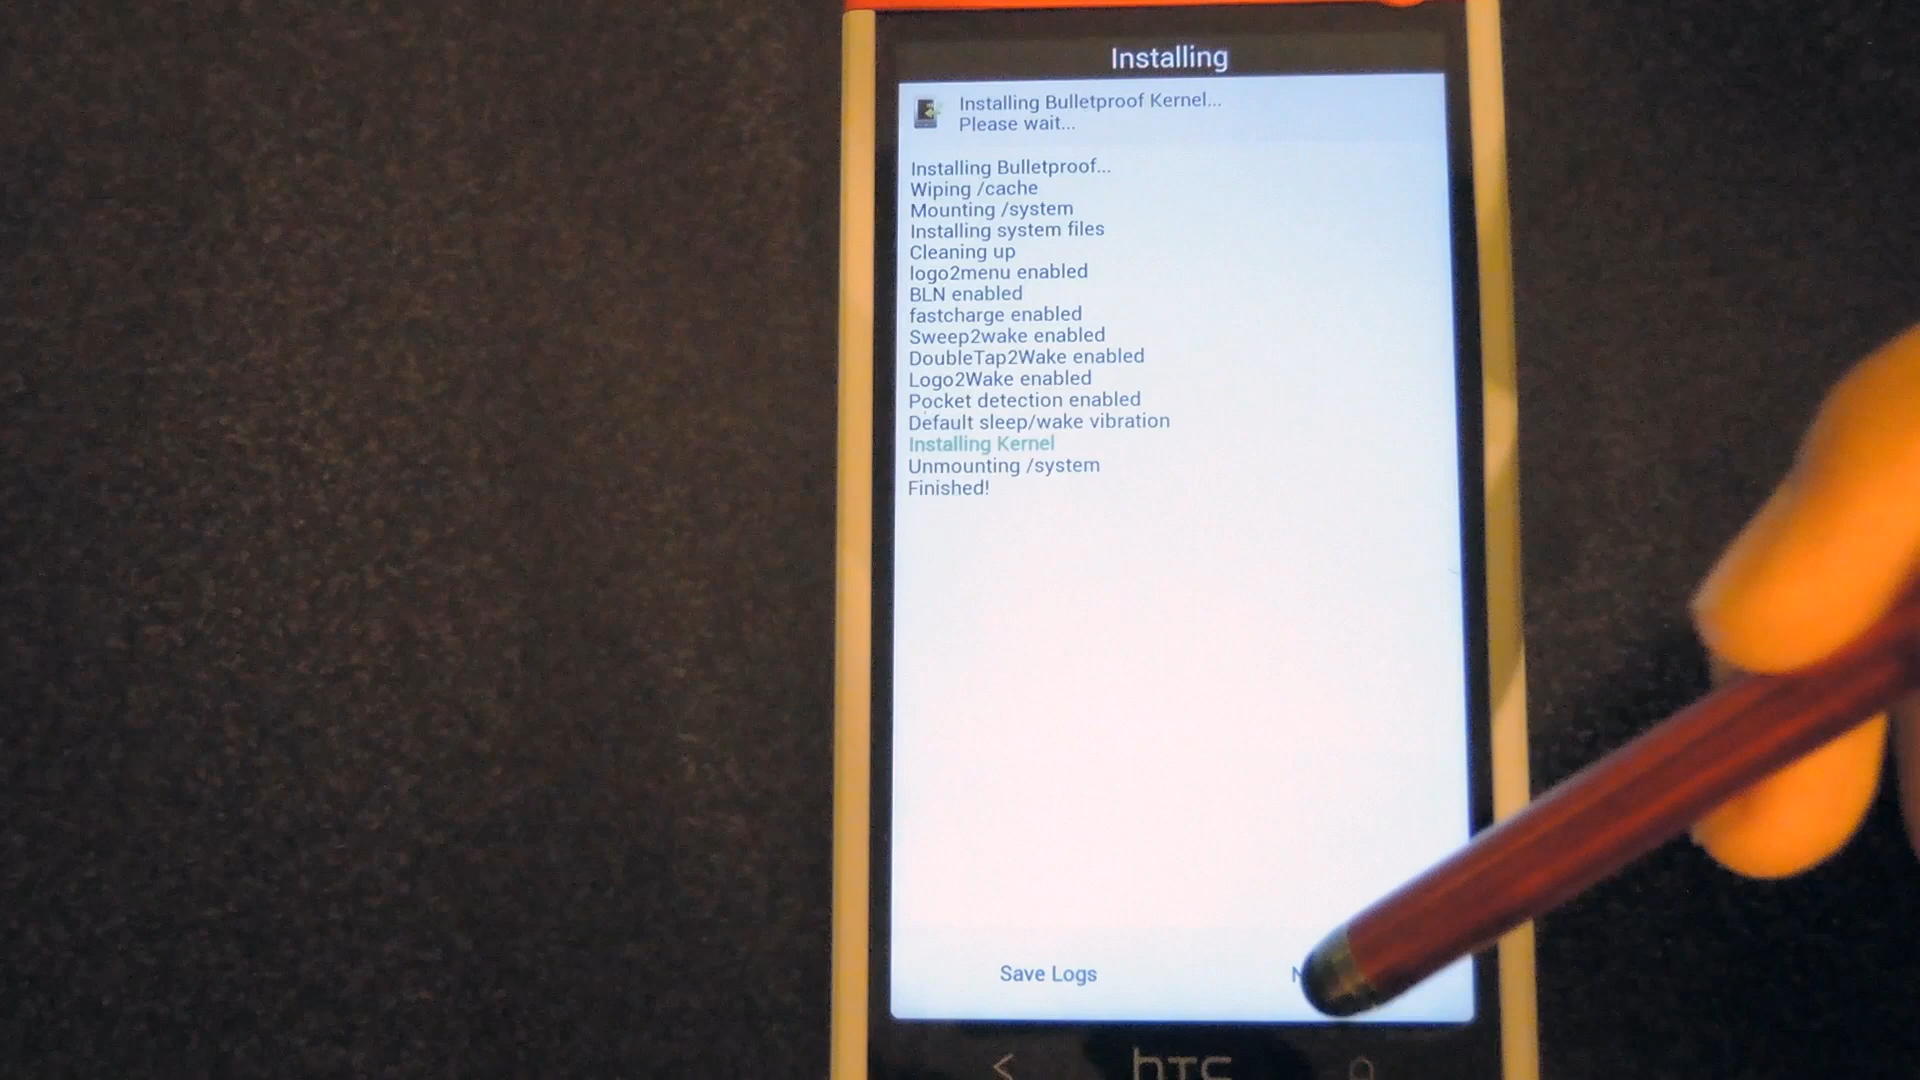 Installing
Installing Bulletproof Kernel...
Please wait...
Installing Bulletproof...
Wiping /cache
Mounting /system
Installing system files
Cleaning up
logo2menu enabled
BLN enabled
fastcharge enabled
Sweep2wake enabled
DoubleTap2Wake enabled
Logo2Wake enabled
Pocket detection enabled
Default sleep/wake vibration
Installing Kernel
Unmounting /system
Finished!
Save Logs
hTC